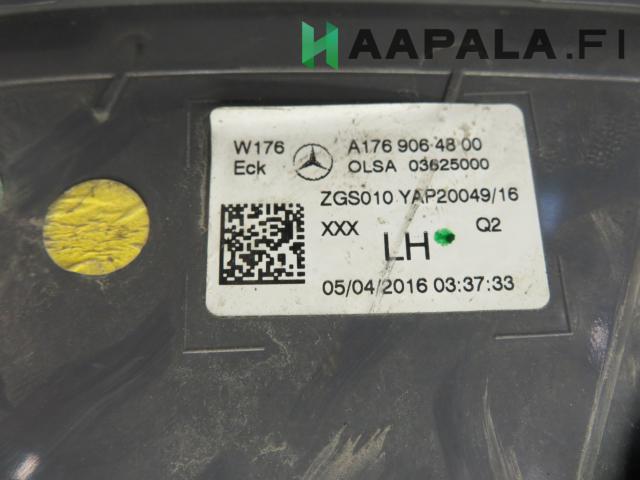 HAAPALA.FI
W176 A176 906 48 00
Eck OLSA 03625000
ZGS010 YAP20049/16
XXX Q2
LH
05/04/2016 03:37:33